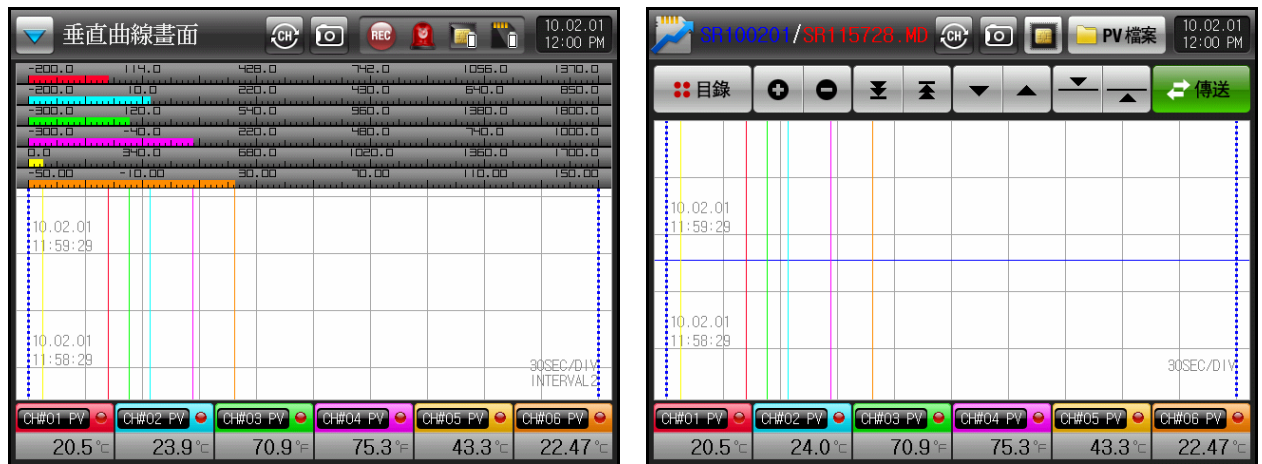 垂直曲線畫面 CH REC 10.02.01
12:00 PM
-200.0 114.0 428.0 742.0 1056.0 1370.0
-200.0 10.0 220.0 430.0 640.0 850.0
-300.0 120.0 540.0 960.0 1380.0 1800.0
-300.0 -40.0 220.0 480.0 740.0 1000.0
0.0 340.0 680.0 1020.0 1360.0 1700.0
-50.00 -10.00 30.00 70.00 110.00 150.00
10.02.01
11:59:29
10.02.01
11:58:29
30SEC/DIV
INTERVAL2
CH#01 PV CH#02 PV CH#03 PV CH#04 PV CH#05 PV CH#06 PV
20.5℃ 23.9℃ 70.9℉ 75.3℉ 43.3℃ 22.47℃
SR100201/SR115728.MD CH PV檔案 10.02.01
12:00 PM
目錄 傳送
10.02.01
11:59:29
10.02.01
11:58:29
30SEC/DIV
CH#01 PV CH#02 PV CH#03 PV CH#04 PV CH#05 PV CH#06 PV
20.5℃ 24.0℃ 70.9℉ 75.3℉ 43.3℃ 22.47℃